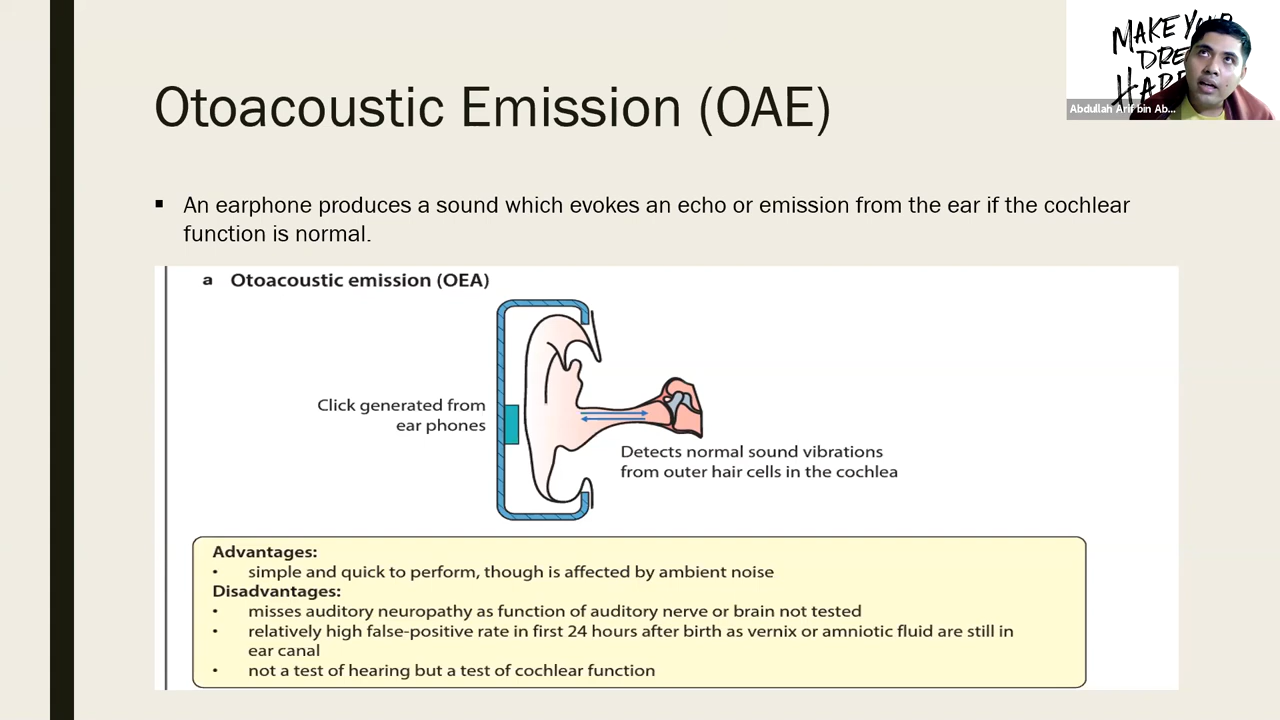 MAKE YOUR
Abdullah Arif bin Ab...
Otoacoustic Emission (OAE)
▪ An earphone produces a sound which evokes an echo or emission from the ear if the cochlear
function is normal.
a Otoacoustic emission (OEA)
Click generated from
ear phones
Detects normal sound vibrations
from outer hair cells in the cochlea
Advantages:
• simple and quick to perform, though is affected by ambient noise
Disadvantages:
• misses auditory neuropathy as function of auditory nerve or brain not tested
• relatively high false-positive rate in first 24 hours after birth as vernix or amniotic fluid are still in
ear canal
• not a test of hearing but a test of cochlear function